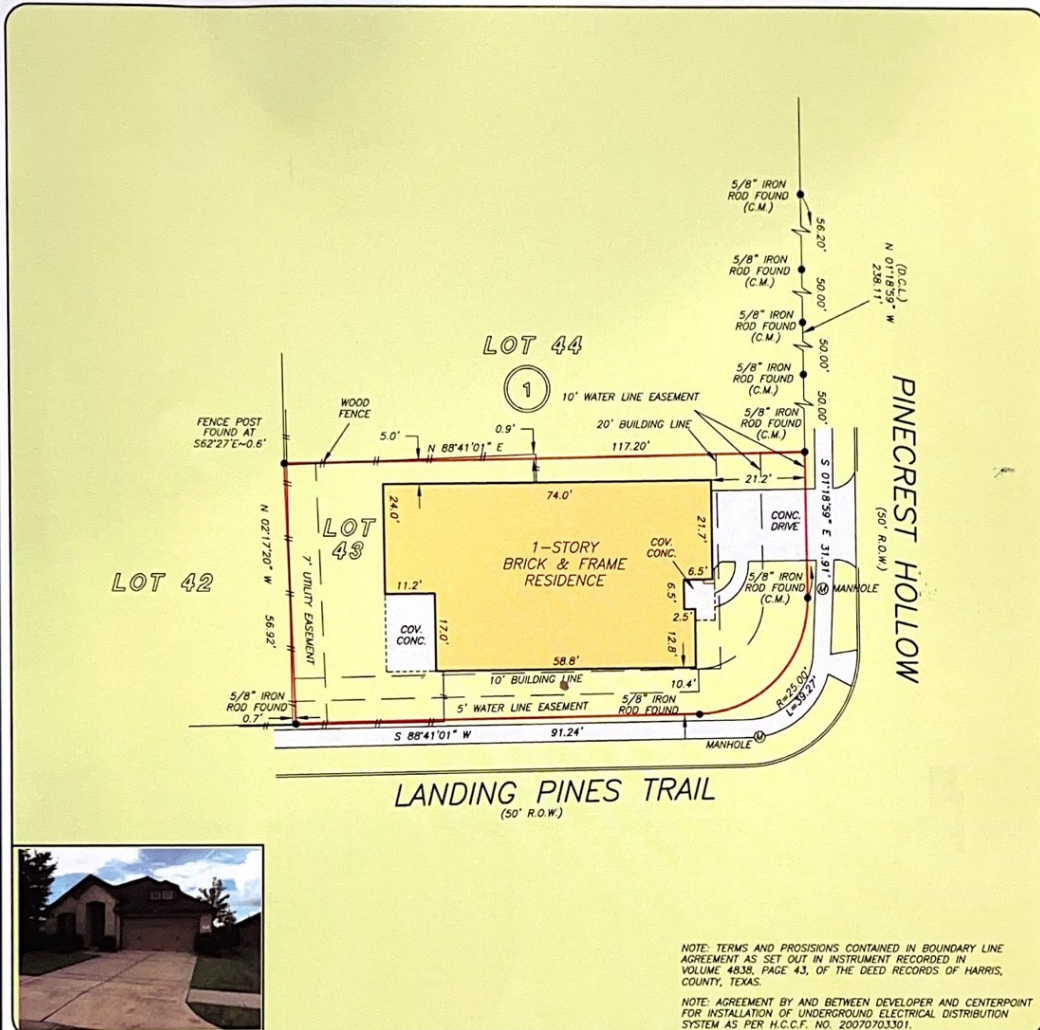 5/8" IRON
ROD FOUND
(C.M.)
56.20'
(D.C.L.)
N 01°18'59" W
238.11'
5/8" IRON
ROD FOUND
(C.M.)
50.00'
5/8" IRON
ROD FOUND
(C.M.)
50.00'
LOT 44
1
5/8" IRON
ROD FOUND
(C.M.)
50.00'
10' WATER LINE EASEMENT
5/8" IRON
ROD FOUND
(C.M.)
PINECREST HOLLOW
(50' R.O.W.)
WOOD
FENCE
FENCE POST
FOUND AT
S62°27'E~0.6'
20' BUILDING LINE
5.0'
N 88°41'01" E
0.9'
117.20'
21.2'
S 01°18'59" E 31.91'
24.0'
74.0'
21.7'
CONC.
DRIVE
LOT
43
1-STORY
BRICK & FRAME
RESIDENCE
COV.
CONC.
6.5'
6.5'
2.5'
5/8" IRON
ROD FOUND
(C.M.)
M MANHOLE
LOT 42
N 02°17'20" W
56.92'
7' UTILITY EASEMENT
11.2'
COV.
CONC.
17.0'
12.8'
58.8'
10' BUILDING LINE
10.4'
5/8" IRON
ROD FOUND
0.7'
5' WATER LINE EASEMENT
5/8" IRON
ROD FOUND
R=25.00'
L=39.27'
S 88°41'01" W
91.24'
MANHOLE M
LANDING PINES TRAIL
(50' R.O.W.)
NOTE: TERMS AND PROSISIONS CONTAINED IN BOUNDARY LINE
AGREEMENT AS SET OUT IN INSTRUMENT RECORDED IN
VOLUME 4838, PAGE 43, OF THE DEED RECORDS OF HARRIS,
COUNTY, TEXAS.
NOTE: AGREEMENT BY AND BETWEEN DEVELOPER AND CENTERPOINT
FOR INSTALLATION OF UNDERGROUND ELECTRICAL DISTRIBUTION
SYSTEM AS PER H.C.C.F. NO. 20070703301.